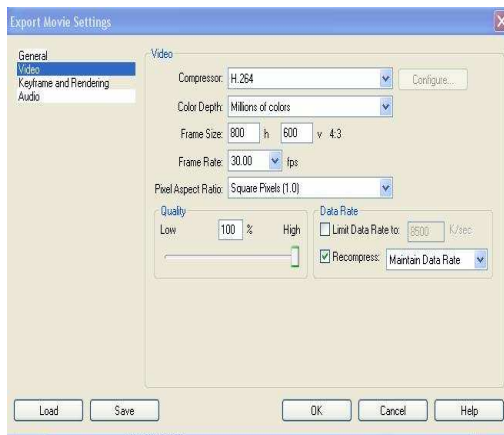 Export Movie Settings
General
Video
Keyframe and Rendering
Audio
Video
Compressor: H.264 Configure...
Color Depth: Millions of colors
Frame Size: 800 h 600 v 4:3
Frame Rate: 30.00 fps
Pixel Aspect Ratio: Square Pixels (1.0)
Quality
Low 100 % High
Data Rate
Limit Data Rate to: 8500 K/sec
Recompress: Maintain Data Rate
Load Save OK Cancel Help